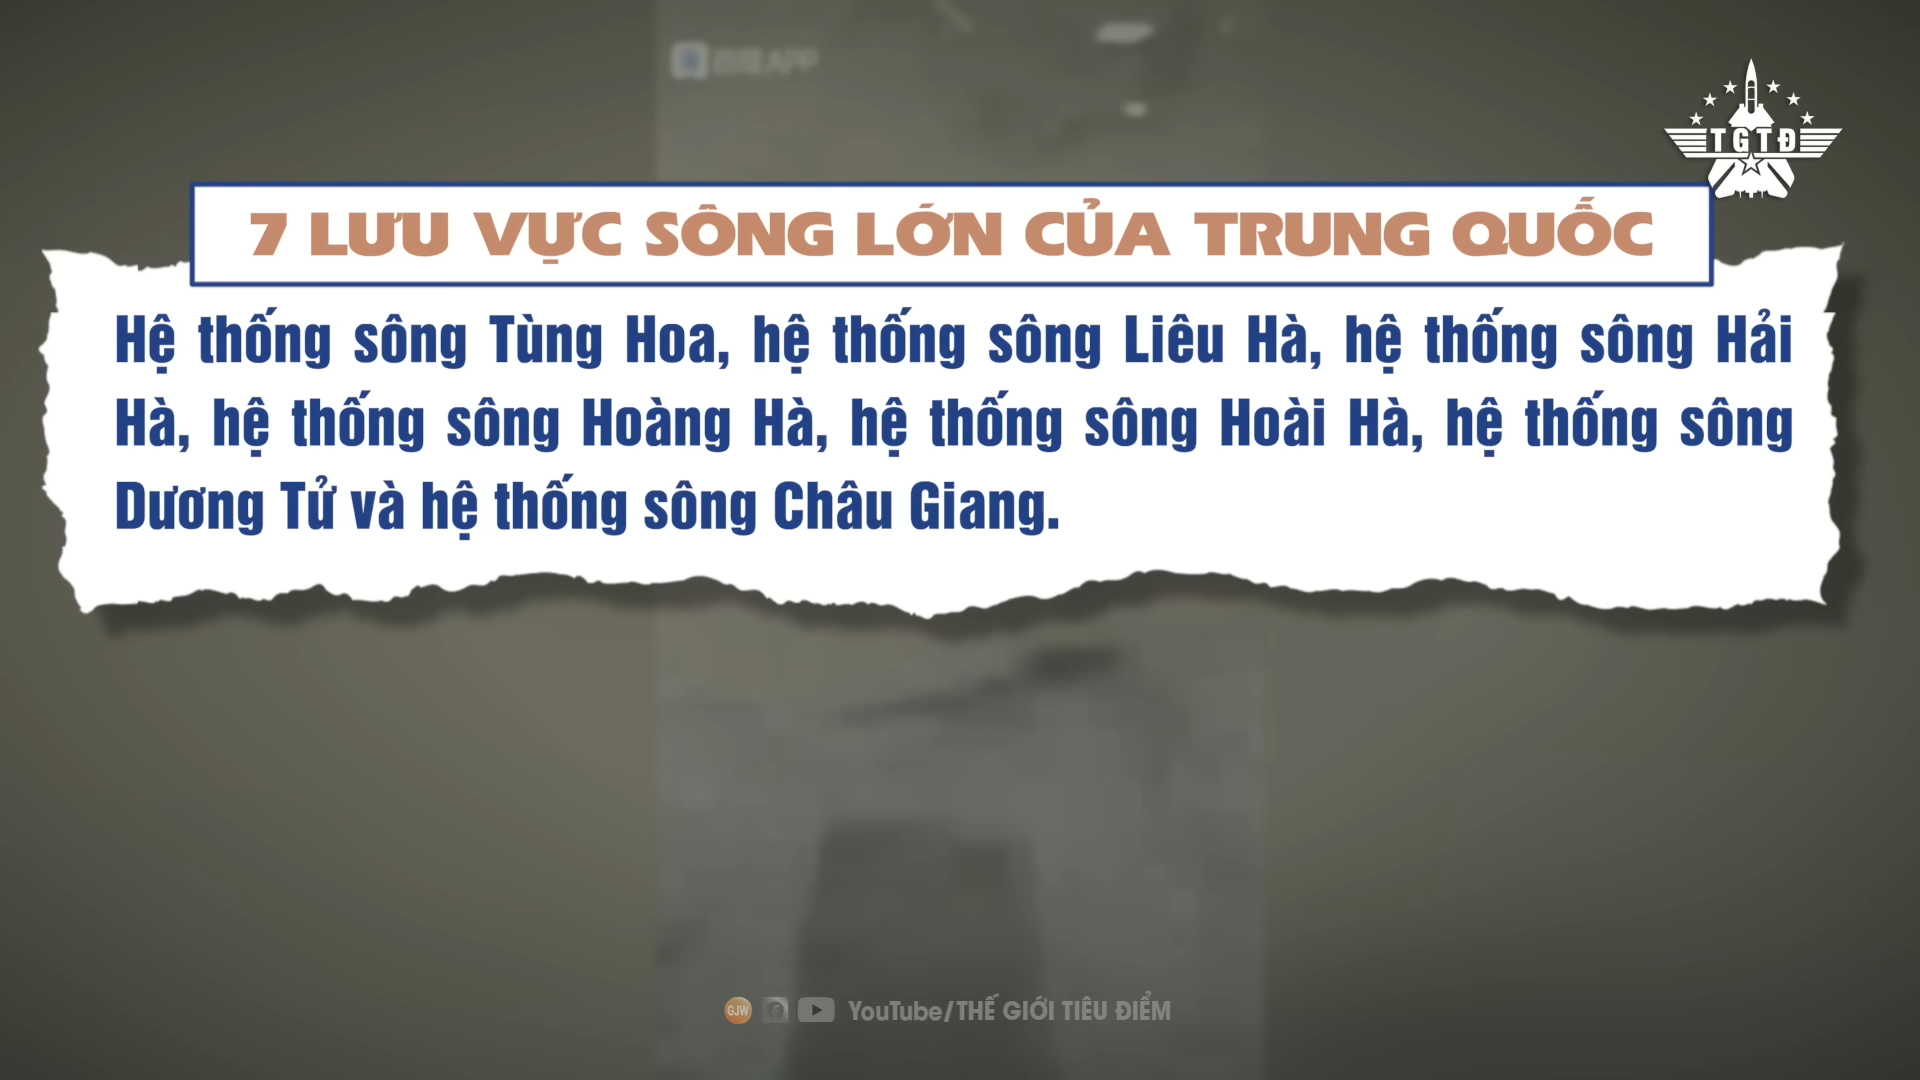 TGTĐ
7 LƯU VỰC SÔNG LỚN CỦA TRUNG QUỐC
Hệ thống sông Tùng Hoa, hệ thống sông Liêu Hà, hệ thống sông Hải
Hà, hệ thống sông Hoàng Hà, hệ thống sông Hoài Hà, hệ thống sông
Dương Tử và hệ thống sông Châu Giang.
GJW YouTube/THẾ GIỚI TIÊU ĐIỂM